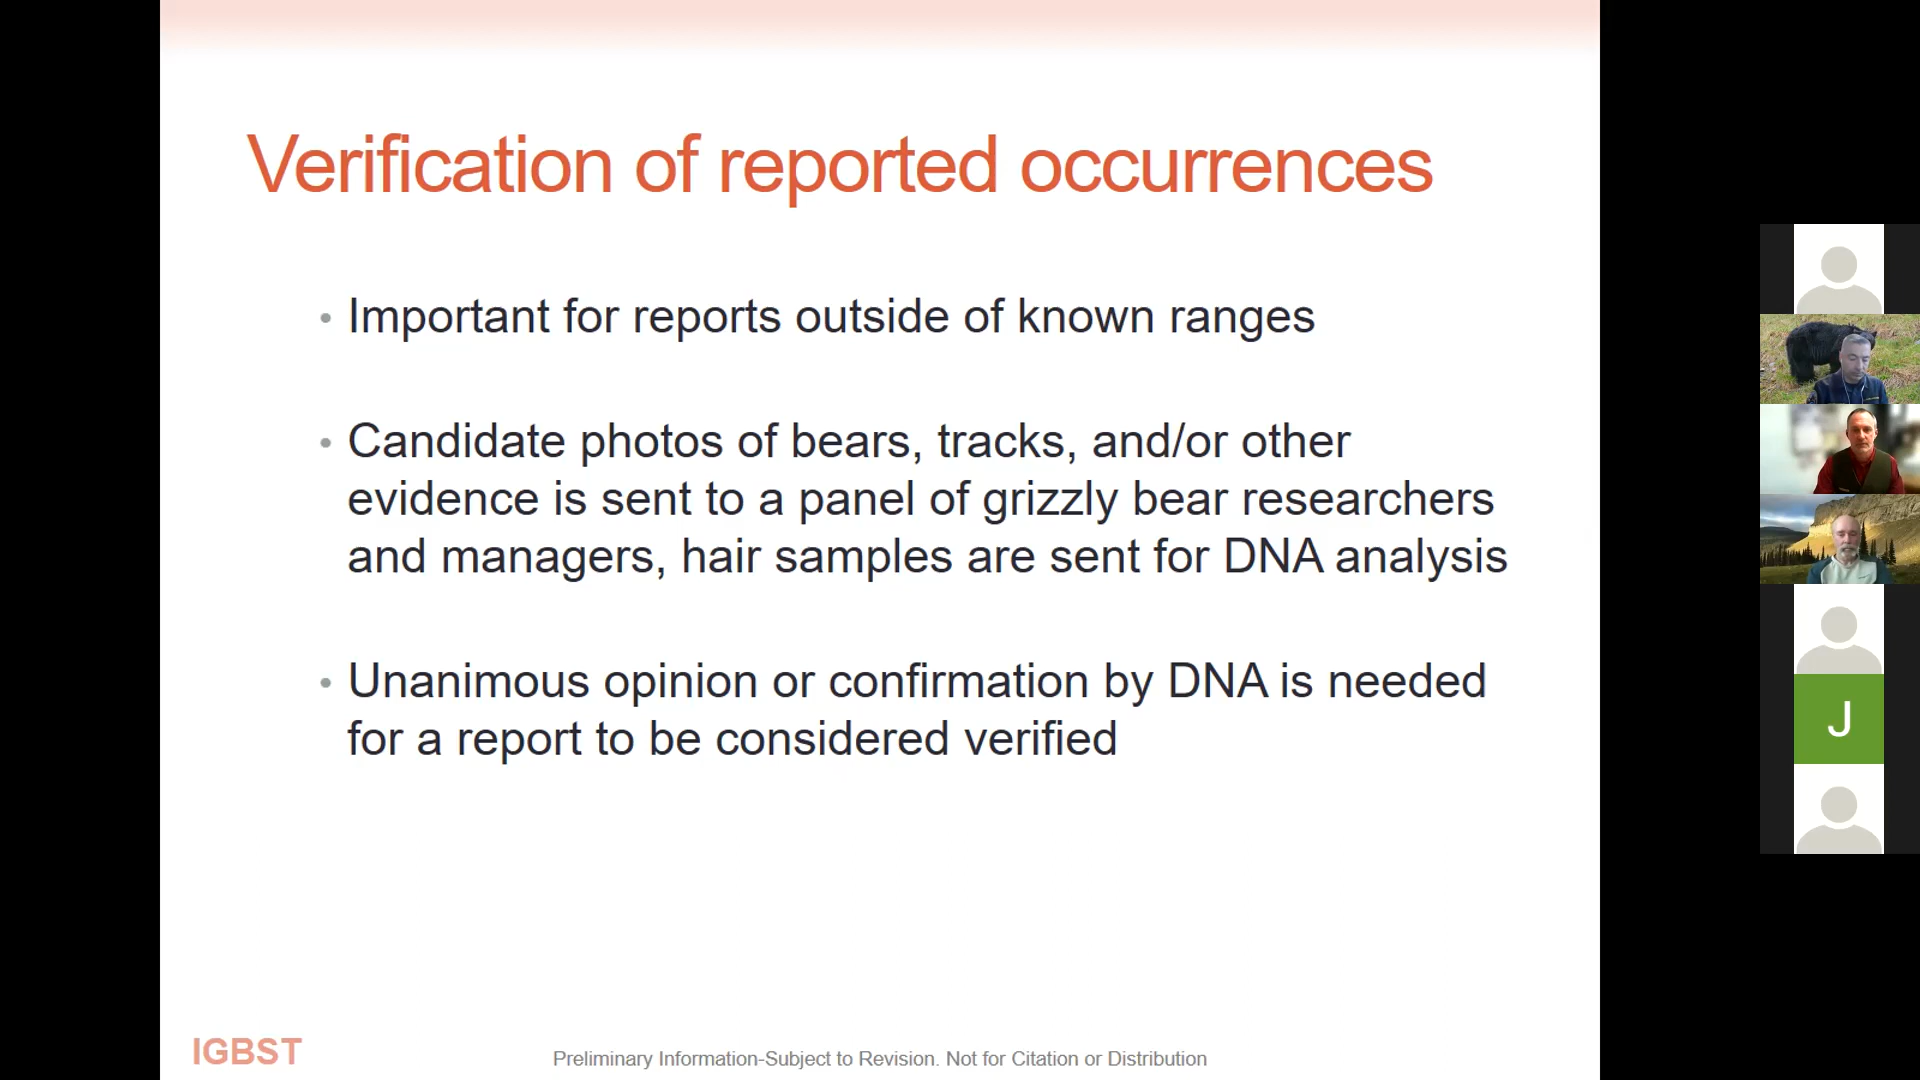 Verification of reported occurrences
• Important for reports outside of known ranges
• Candidate photos of bears, tracks, and/or other
evidence is sent to a panel of grizzly bear researchers
and managers, hair samples are sent for DNA analysis
• Unanimous opinion or confirmation by DNA is needed
for a report to be considered verified
J
IGBST
Preliminary Information-Subject to Revision. Not for Citation or Distribution